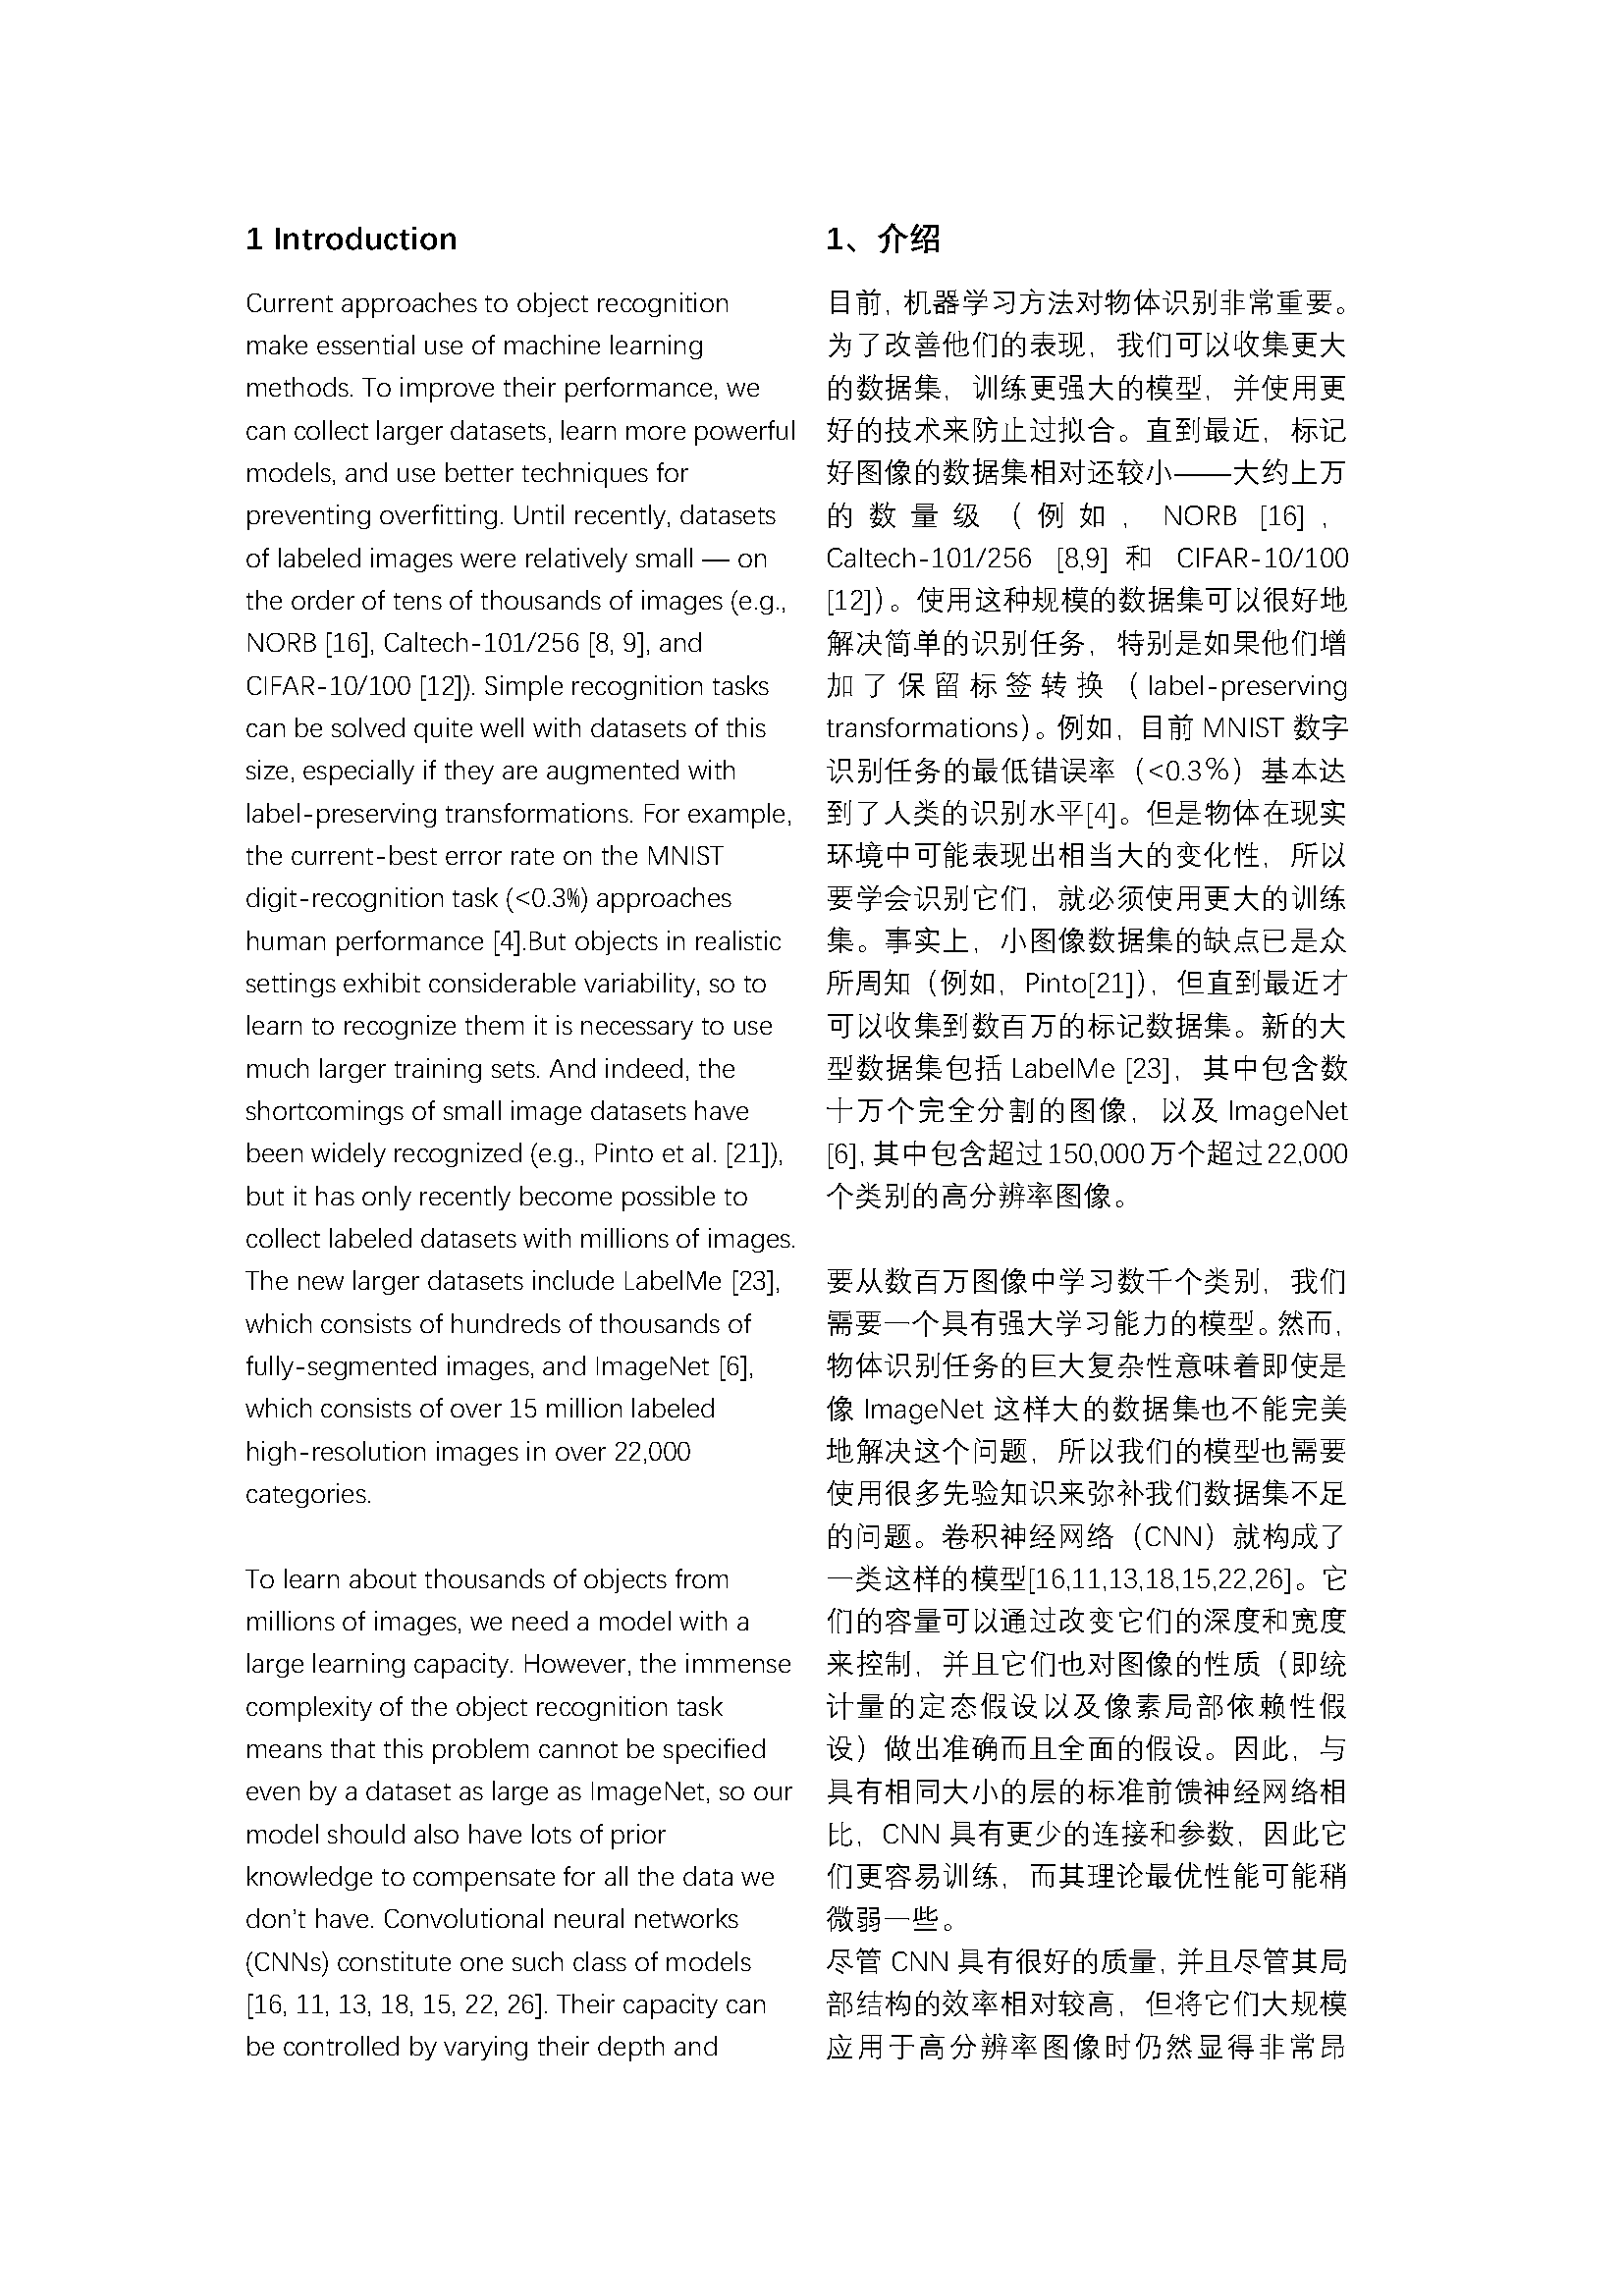 1 Introduction
Current approaches to object recognition
make essential use of machine learning
methods. To improve their performance, we
can collect larger datasets, learn more powerful
models, and use better techniques for
preventing overfitting. Until recently, datasets
of labeled images were relatively small — on
the order of tens of thousands of images (e.g.,
NORB [16], Caltech-101/256 [8, 9], and
CIFAR-10/100 [12]). Simple recognition tasks
can be solved quite well with datasets of this
size, especially if they are augmented with
label-preserving transformations. For example,
the current-best error rate on the MNIST
digit-recognition task (<0.3%) approaches
human performance [4].But objects in realistic
settings exhibit considerable variability, so to
learn to recognize them it is necessary to use
much larger training sets. And indeed, the
shortcomings of small image datasets have
been widely recognized (e.g., Pinto et al. [21]),
but it has only recently become possible to
collect labeled datasets with millions of images.
The new larger datasets include LabelMe [23],
which consists of hundreds of thousands of
fully-segmented images, and ImageNet [6],
which consists of over 15 million labeled
high-resolution images in over 22,000
categories.
To learn about thousands of objects from
millions of images, we need a model with a
large learning capacity. However, the immense
complexity of the object recognition task
means that this problem cannot be specified
even by a dataset as large as ImageNet, so our
model should also have lots of prior
knowledge to compensate for all the data we
don't have. Convolutional neural networks
(CNNs) constitute one such class of models
[16, 11, 13, 18, 15, 22, 26]. Their capacity can
be controlled by varying their depth and
1、介绍
目前，机器学习方法对物体识别非常重要。
为了改善他们的表现，我们可以收集更大
的数据集，训练更强大的模型，并使用更
好的技术来防止过拟合。直到最近，标记
好图像的数据集相对还较小——大约上万
的数量级（例如，NORB [16]，
Caltech-101/256 [8,9] 和 CIFAR-10/100
[12]）。使用这种规模的数据集可以很好地
解决简单的识别任务，特别是如果他们增
加了保留标签转换（label-preserving
transformations）。例如，目前 MNIST 数字
识别任务的最低错误率（<0.3％）基本达
到了人类的识别水平[4]。但是物体在现实
环境中可能表现出相当大的变化性，所以
要学会识别它们，就必须使用更大的训练
集。事实上，小图像数据集的缺点已是众
所周知（例如，Pinto[21]），但直到最近才
可以收集到数百万的标记数据集。新的大
型数据集包括 LabelMe [23]，其中包含数
十万个完全分割的图像，以及 ImageNet
[6]，其中包含超过 150,000 万个超过 22,000
个类别的高分辨率图像。
要从数百万图像中学习数千个类别，我们
需要一个具有强大学习能力的模型。然而，
物体识别任务的巨大复杂性意味着即使是
像 ImageNet 这样大的数据集也不能完美
地解决这个问题，所以我们的模型也需要
使用很多先验知识来弥补我们数据集不足
的问题。卷积神经网络（CNN）就构成了
一类这样的模型[16,11,13,18,15,22,26]。它
们的容量可以通过改变它们的深度和宽度
来控制，并且它们也对图像的性质（即统
计量的定态假设以及像素局部依赖性假
设）做出准确而且全面的假设。因此，与
具有相同大小的层的标准前馈神经网络相
比，CNN 具有更少的连接和参数，因此它
们更容易训练，而其理论最优性能可能稍
微弱一些。
尽管 CNN 具有很好的质量，并且尽管其局
部结构的效率相对较高，但将它们大规模
应用于高分辨率图像时仍然显得非常昂